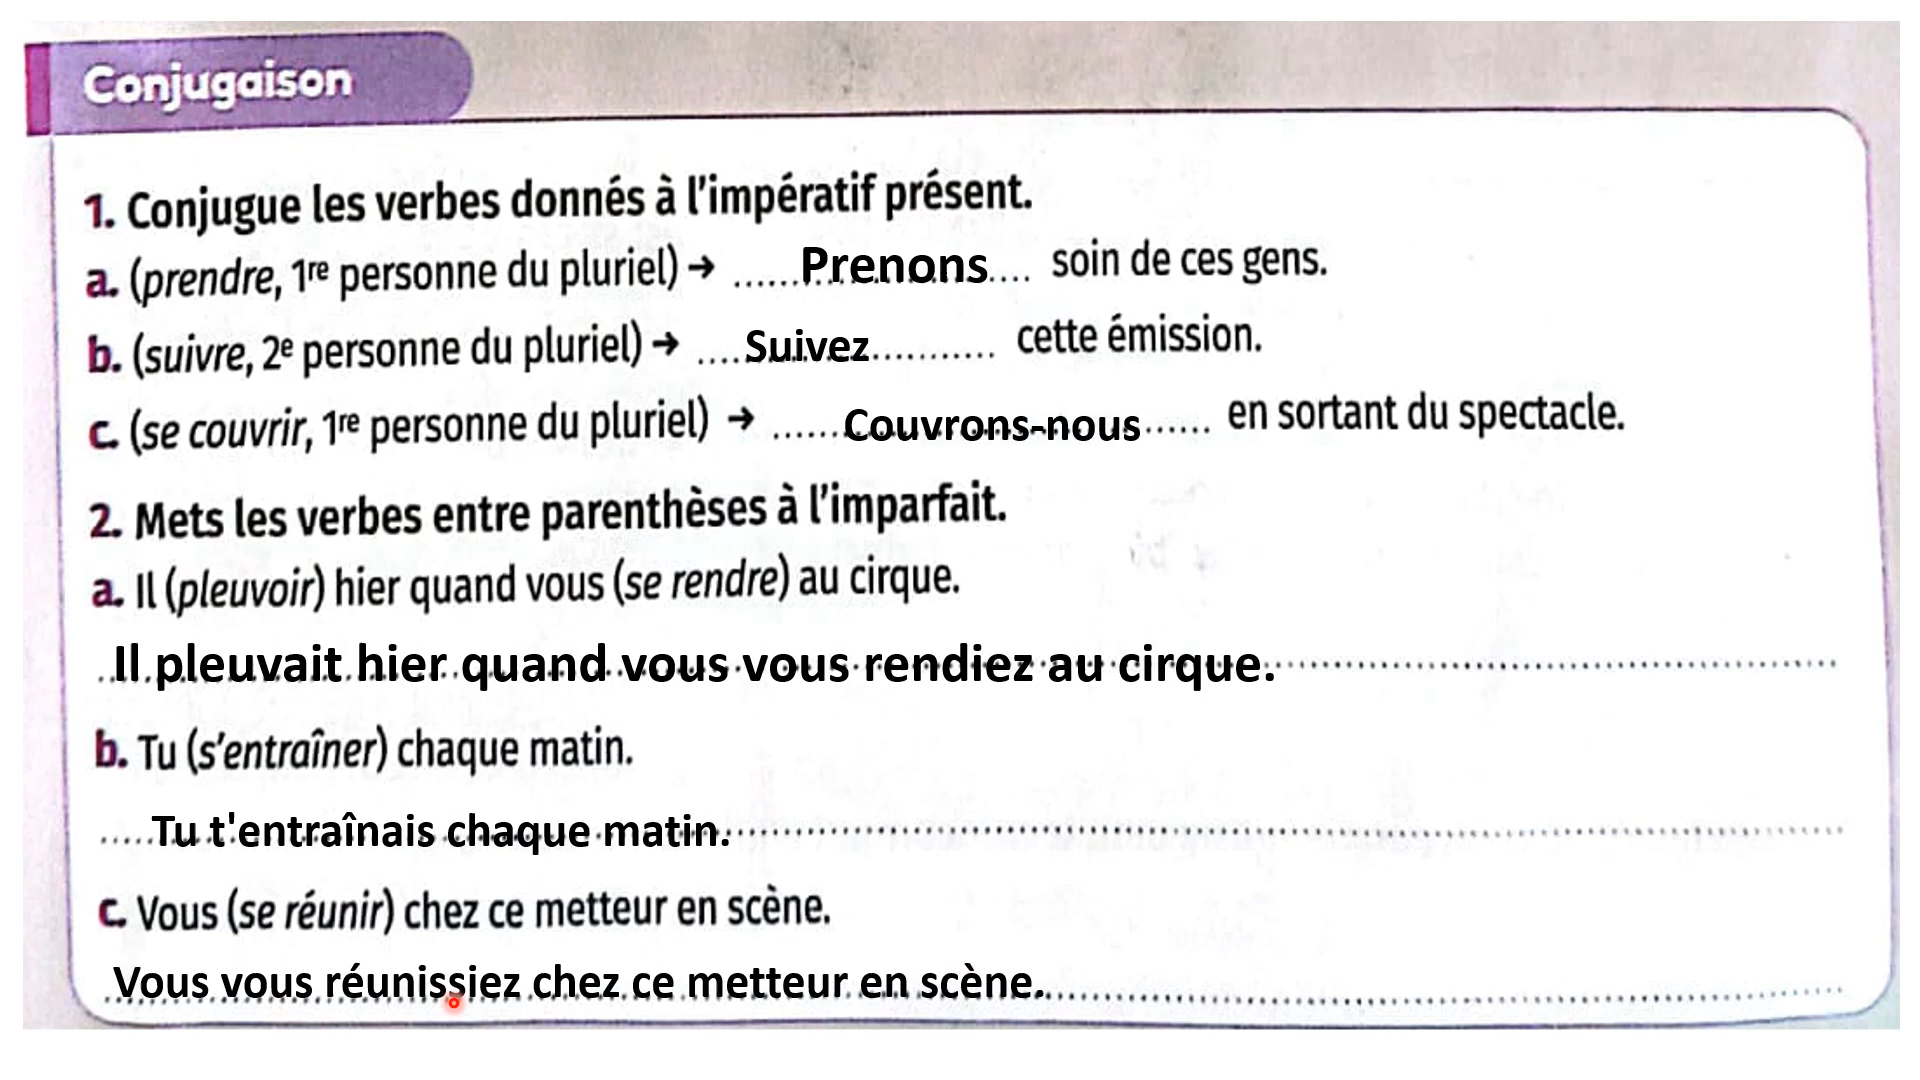 Conjugaison
1. Conjugue les verbes donnés à l'impératif présent.
a. (prendre, 1re personne du pluriel) → ......Prenons.... soin de ces gens.
b. (suivre, 2e personne du pluriel) → ....Suivez............ cette émission.
c. (se couvrir, 1re personne du pluriel) → ......Couvrons-nous...... en sortant du spectacle.
2. Mets les verbes entre parenthèses à l'imparfait.
a. Il (pleuvoir) hier quand vous (se rendre) au cirque.
Il pleuvait hier quand vous vous rendiez au cirque.
b. Tu (s'entraîner) chaque matin.
Tu t'entraînais chaque matin.
c. Vous (se réunir) chez ce metteur en scène.
Vous vous réunissiez chez ce metteur en scène.